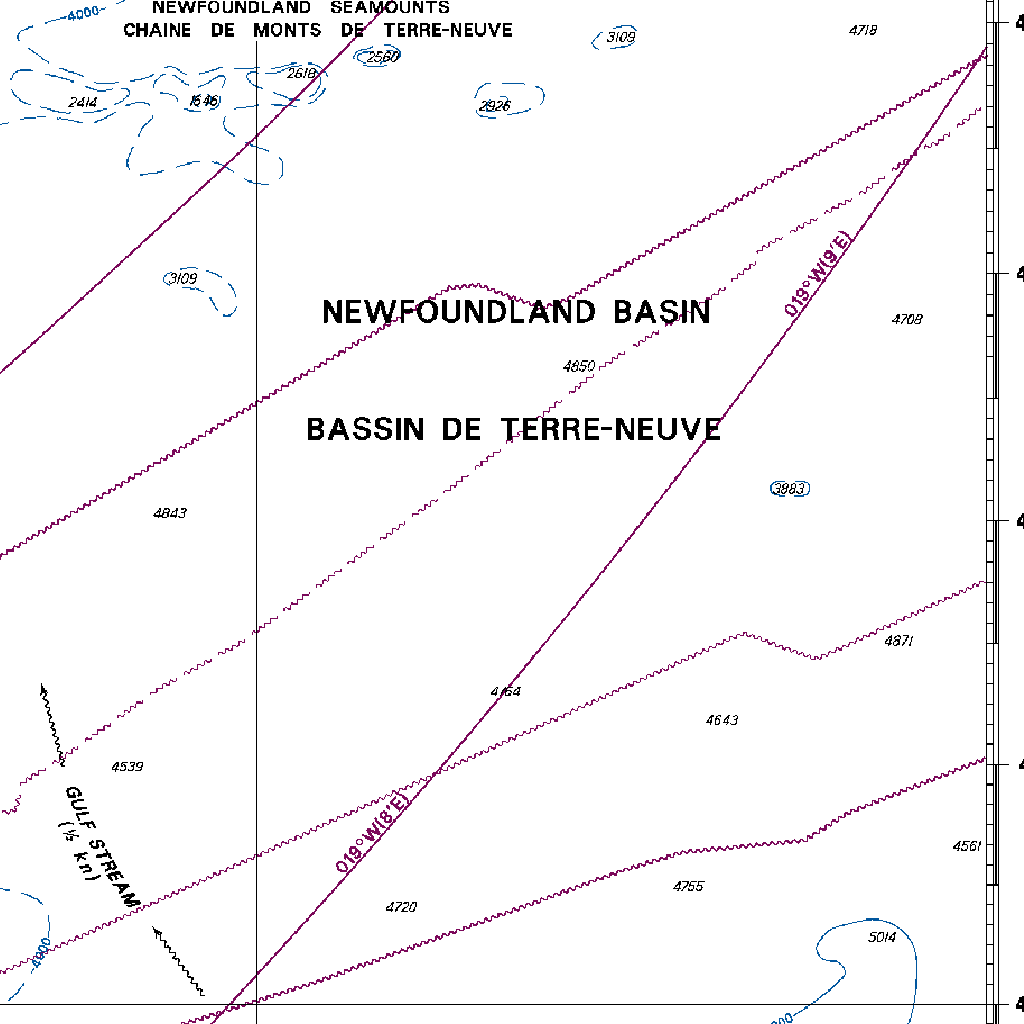 NEWFOUNDLAND SEAMOUNTS
4000
CHAINE DE MONTS DE TERRE-NEUVE
4718
3109
2560
2618
2414
1646
2926
019°W(9'E)
3109
NEWFOUNDLAND BASIN
4708
4850
BASSIN DE TERRE-NEUVE
3983
4843
4871
4164
4643
4539
GULF STREAM
(½ kn)
019°W(8'E)
4561
4755
4720
4000
5014